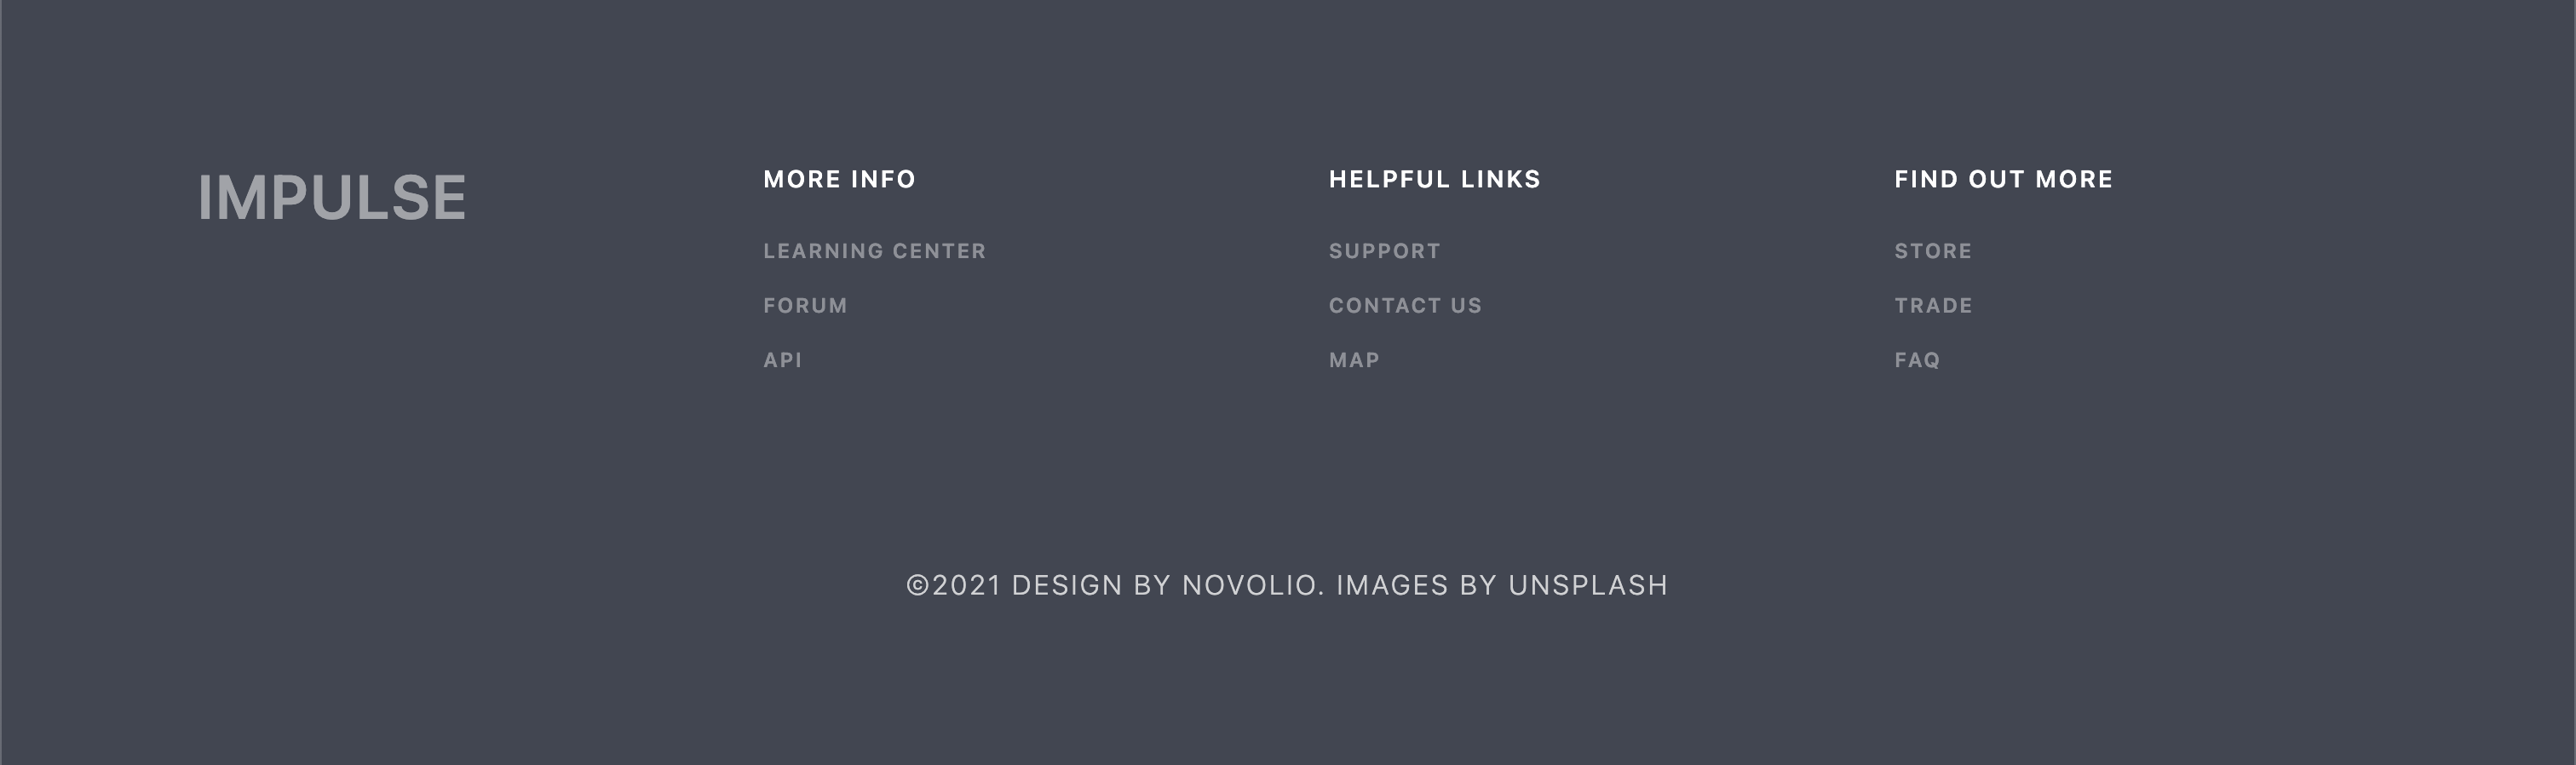 IMPULSE
MORE INFO
LEARNING CENTER
FORUM
API
HELPFUL LINKS
SUPPORT
CONTACT US
MAP
FIND OUT MORE
STORE
TRADE
FAQ
©2021 DESIGN BY NOVOLIO. IMAGES BY UNSPLASH